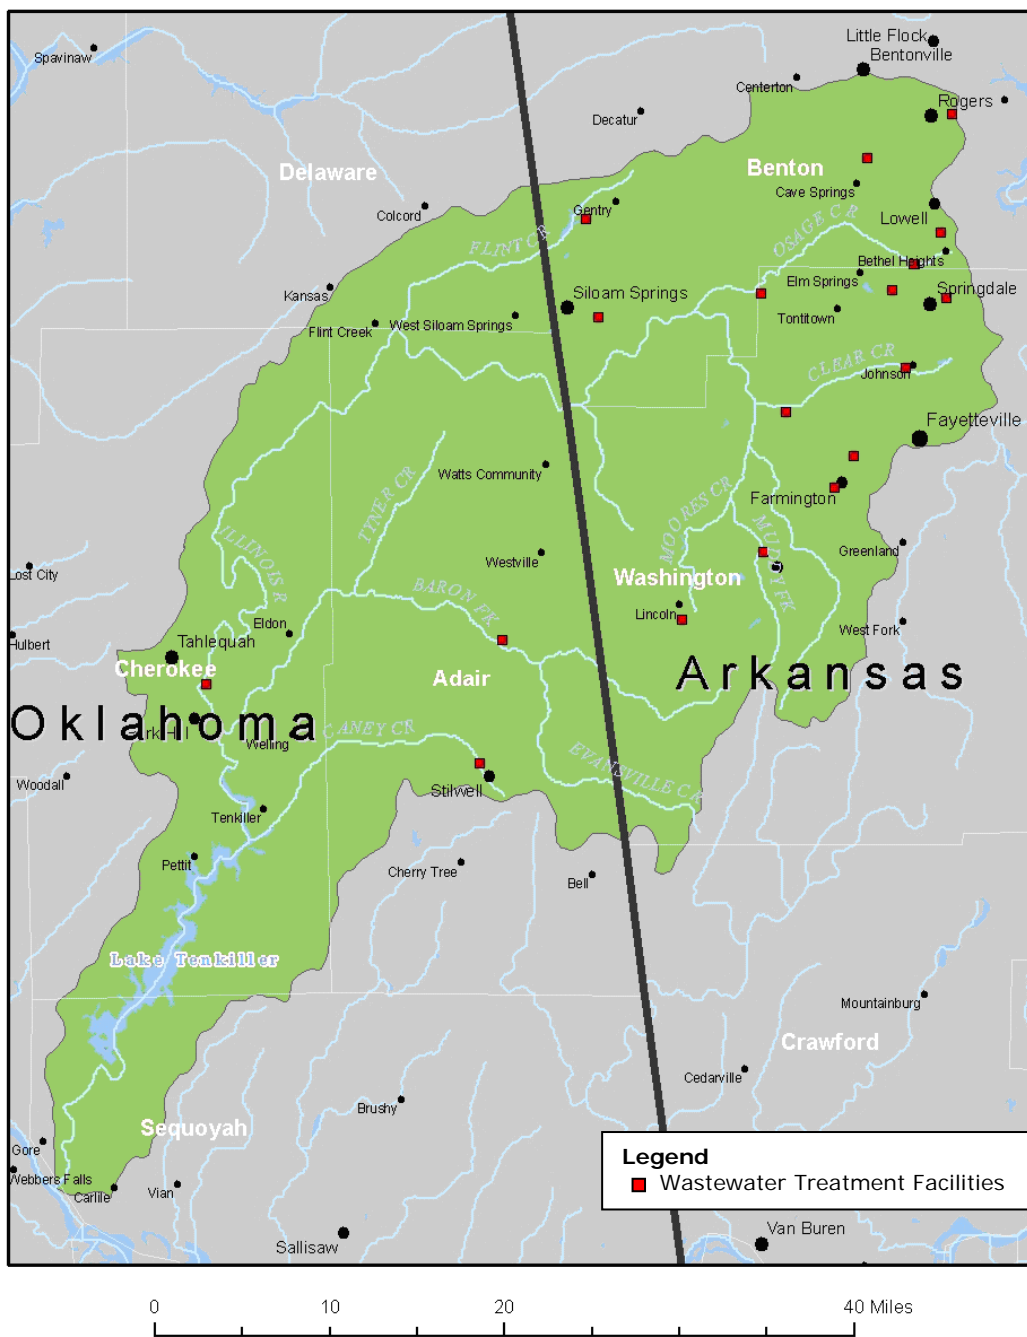 Little Flock
Bentonville
Spavinaw
Centerton
Rogers
Decatur
Delaware
Benton
Cave Springs
Colcord
Gentry
Lowell
OSAGE CR
FLINT CR
Bethel Heights
Elm Springs
Kansas
Siloam Springs
Springdale
Flint Creek
West Siloam Springs
Tontitown
CLEAR CR
Johnson
Fayetteville
Watts Community
TYNER CR
MOORES CR
Farmington
ILLINOIS R
MUDDY FK
Greenland
Westville
Lost City
Washington
BARON FK
Lincoln
Eldon
West Fork
Hulbert
Tahlequah
Cherokee
Adair
Arkansas
Oklahoma
Welling
CANEY CR
EVANSVILLE CR
Woodall
Stilwell
Tenkiller
Pettit
Cherry Tree
Bell
Lake Tenkiller
Mountainburg
Crawford
Cedarville
Brushy
Sequoyah
Gore
Webbers Falls
Carlile
Vian
Legend
Wastewater Treatment Facilities
Van Buren
Sallisaw
0 10 20 40 Miles